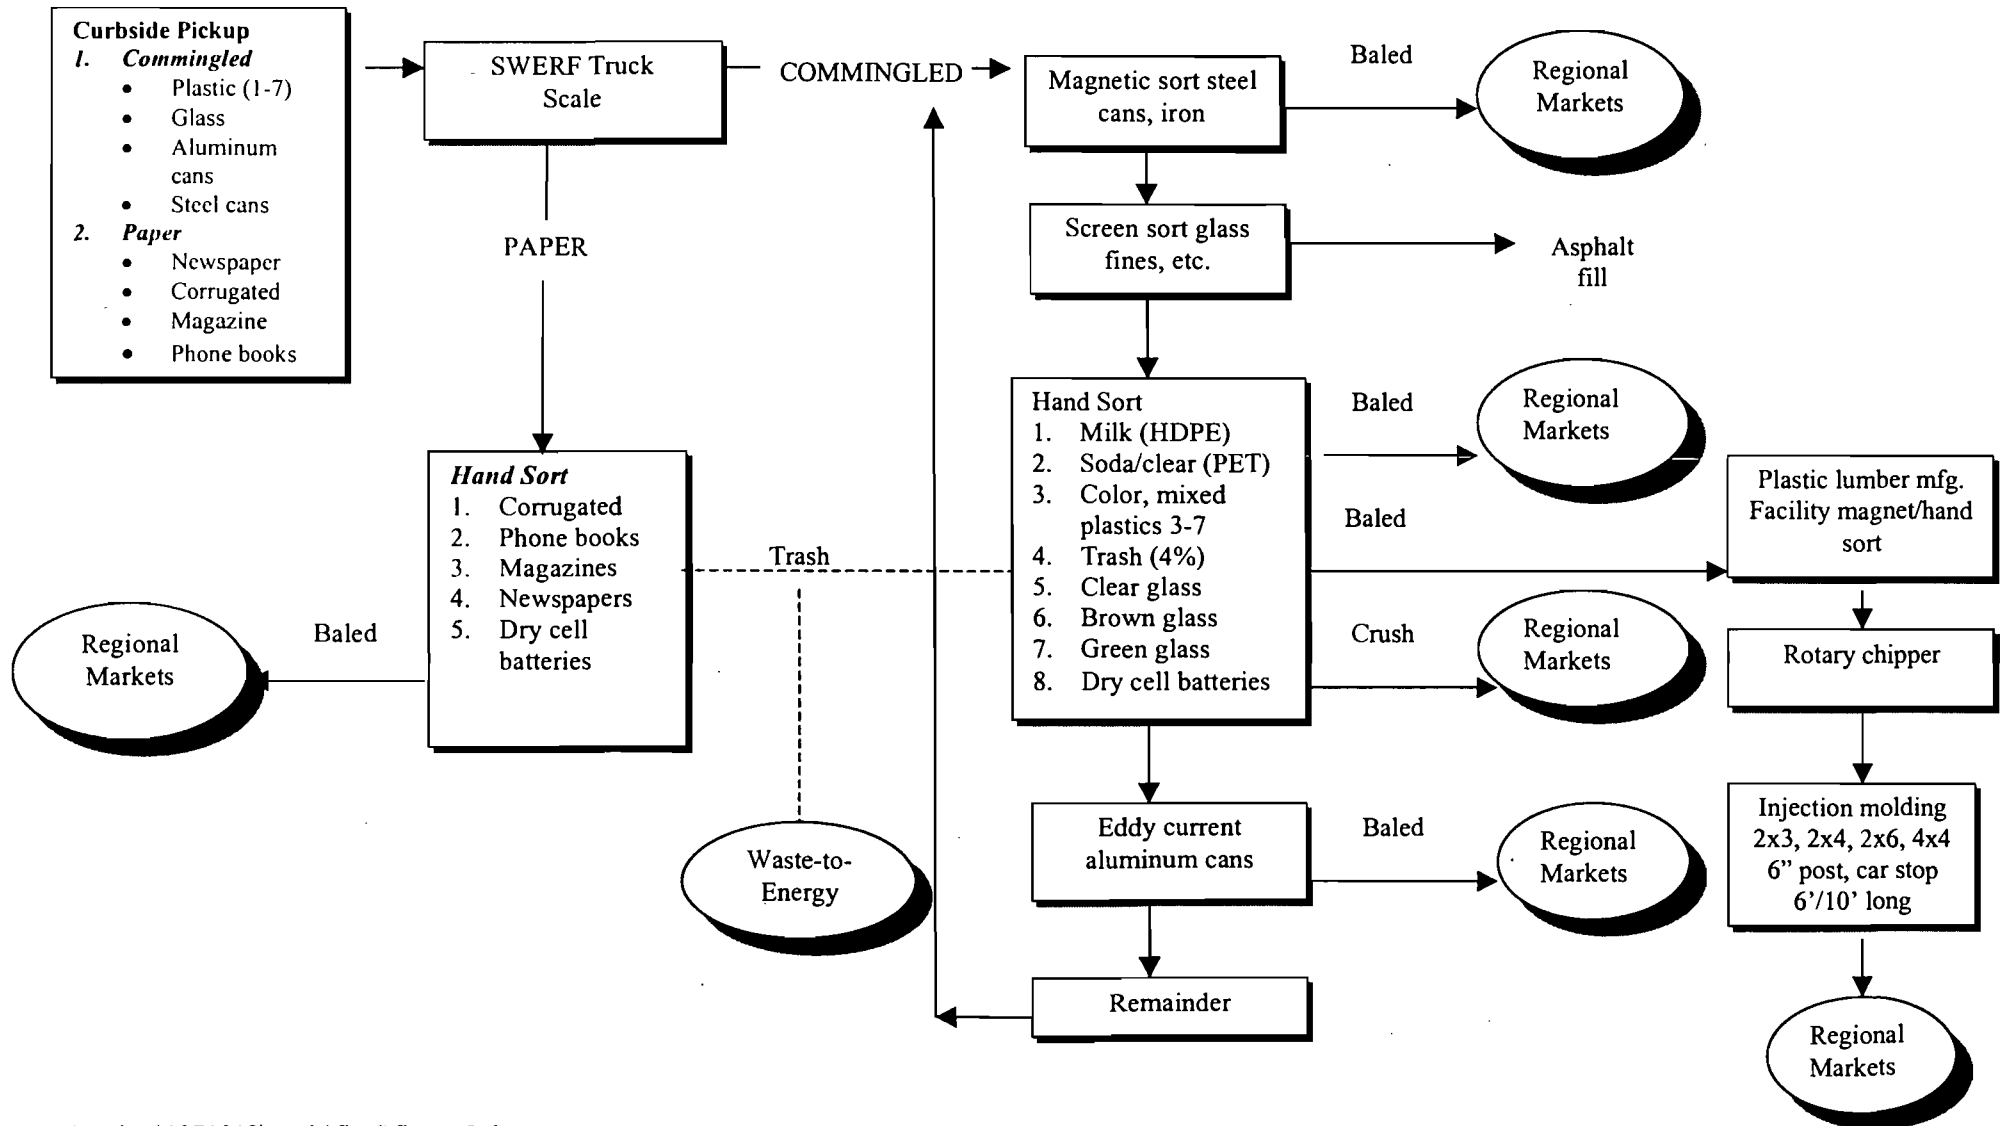 Curbside Pickup
1. Commingled
• Plastic (1-7)
• Glass
• Aluminum
cans
• Steel cans
2. Paper
• Newspaper
• Corrugated
• Magazine
• Phone books
SWERF Truck
Scale
COMMINGLED
PAPER
Magnetic sort steel
cans, iron
Baled
Regional
Markets
Screen sort glass
fines, etc.
Asphalt
fill
Hand Sort
1. Milk (HDPE)
2. Soda/clear (PET)
3. Color, mixed
plastics 3-7
4. Trash (4%)
5. Clear glass
6. Brown glass
7. Green glass
8. Dry cell batteries
Baled
Regional
Markets
Baled
Plastic lumber mfg.
Facility magnet/hand
sort
Crush
Regional
Markets
Rotary chipper
Injection molding
2x3, 2x4, 2x6, 4x4
6” post, car stop
6’/10’ long
Regional
Markets
Hand Sort
1. Corrugated
2. Phone books
3. Magazines
4. Newspapers
5. Dry cell
batteries
Trash
Baled
Regional
Markets
Waste-to-
Energy
Eddy current
aluminum cans
Baled
Regional
Markets
Remainder